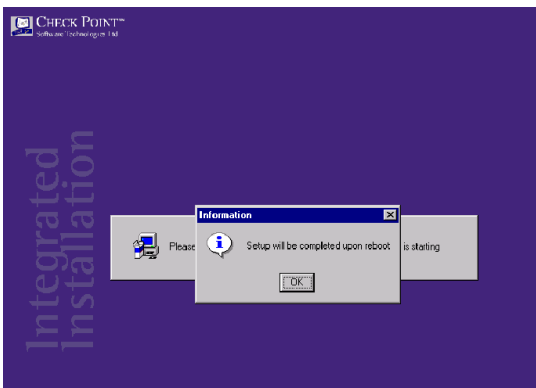 CHECK POINT™
Software Technologies Ltd
Integrated
Installation
Information
Please
Setup will be completed upon reboot
is starting
OK